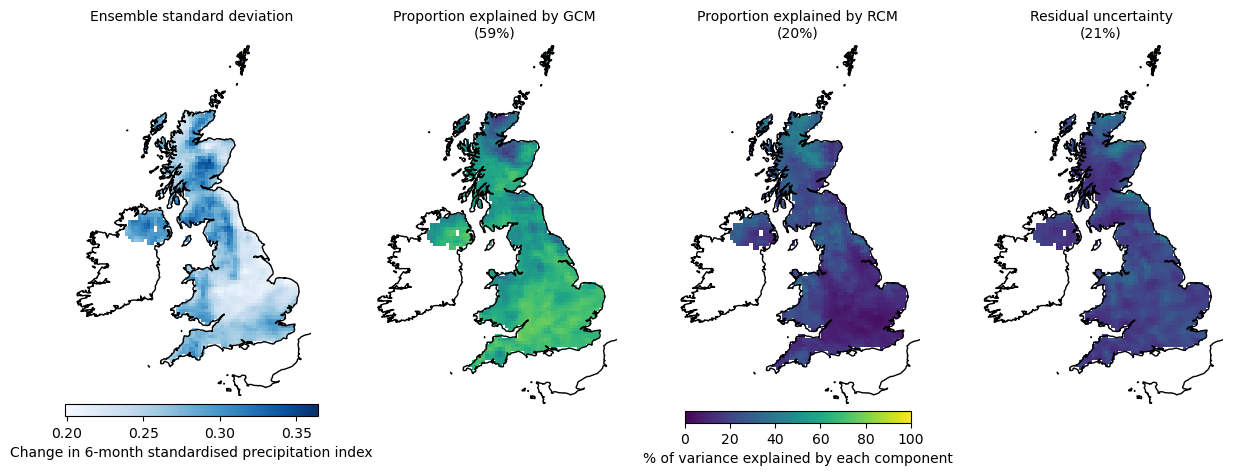 Ensemble standard deviation
Proportion explained by GCM
(59%)
Proportion explained by RCM
(20%)
Residual uncertainty
(21%)
0.20 0.25 0.30 0.35
Change in 6-month standardised precipitation index
0 20 40 60 80 100
% of variance explained by each component